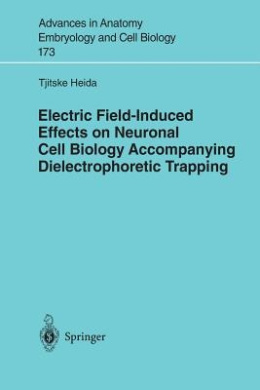 Advances in Anatomy
Embryology and Cell Biology
173
Tjitske Heida
Electric Field-Induced
Effects on Neuronal
Cell Biology Accompanying
Dielectrophoretic Trapping
Springer